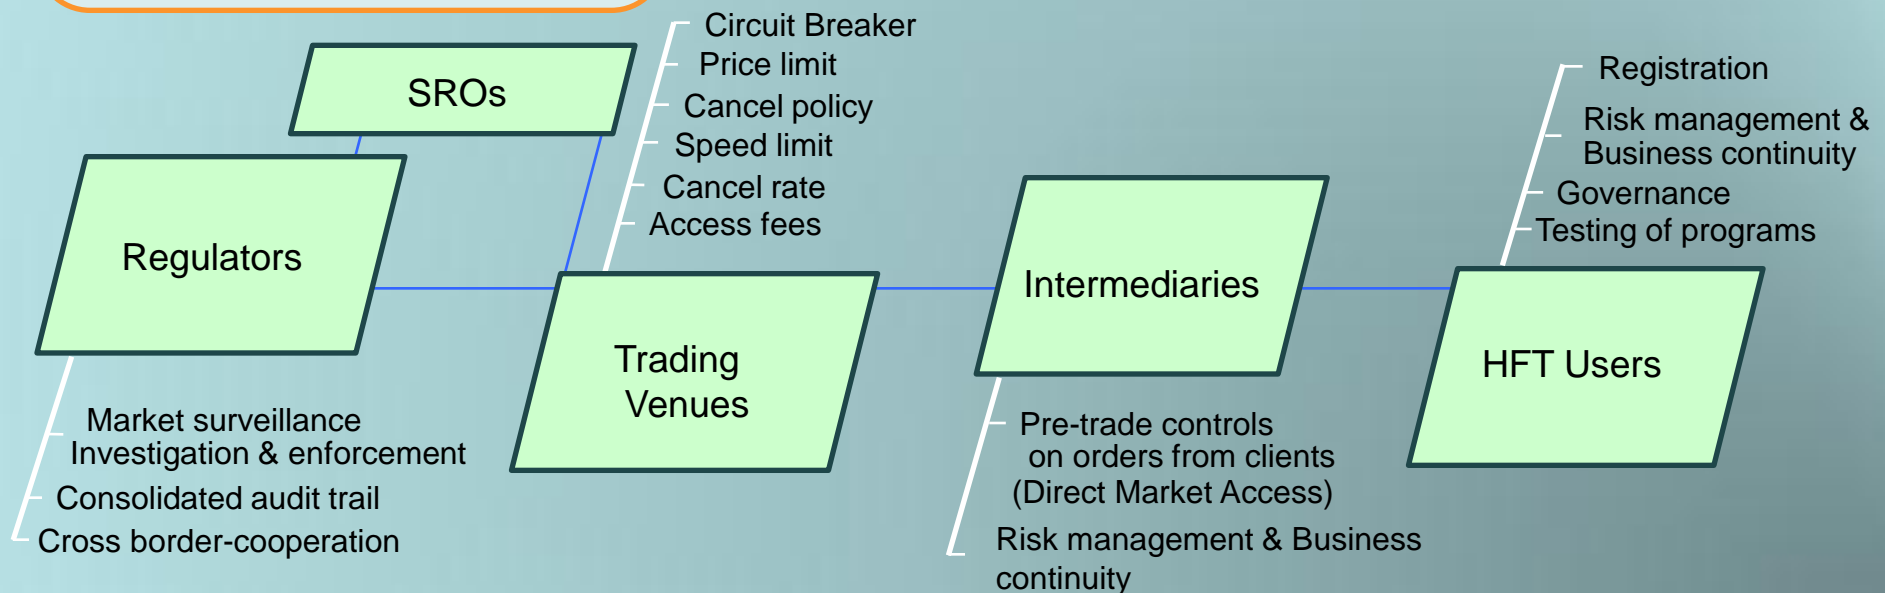 Circuit Breaker
Price limit
Cancel policy
Speed limit
Cancel rate
Access fees
SROs
Regulators
Market surveillance
Investigation & enforcement
Consolidated audit trail
Cross border-cooperation
Trading
Venues
Intermediaries
Pre-trade controls
on orders from clients
(Direct Market Access)
Risk management & Business
continuity
Registration
Risk management &
Business continuity
Governance
Testing of programs
HFT Users